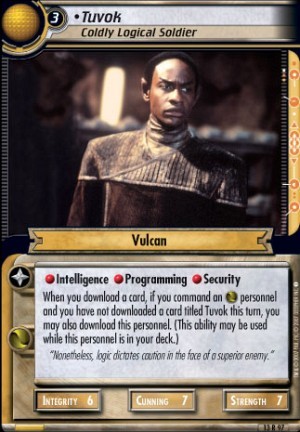 3
•Tuvok
Coldly Logical Soldier
Vulcan
Intelligence Programming Security
When you download a card, if you command an personnel
and you have not downloaded a card titled Tuvok this turn, you
may also download this personnel. (This ability may be used
while this personnel is in your deck.)
"Nonetheless, logic dictates caution in the face of a superior enemy."
INTEGRITY 6 CUNNING 7 STRENGTH 7